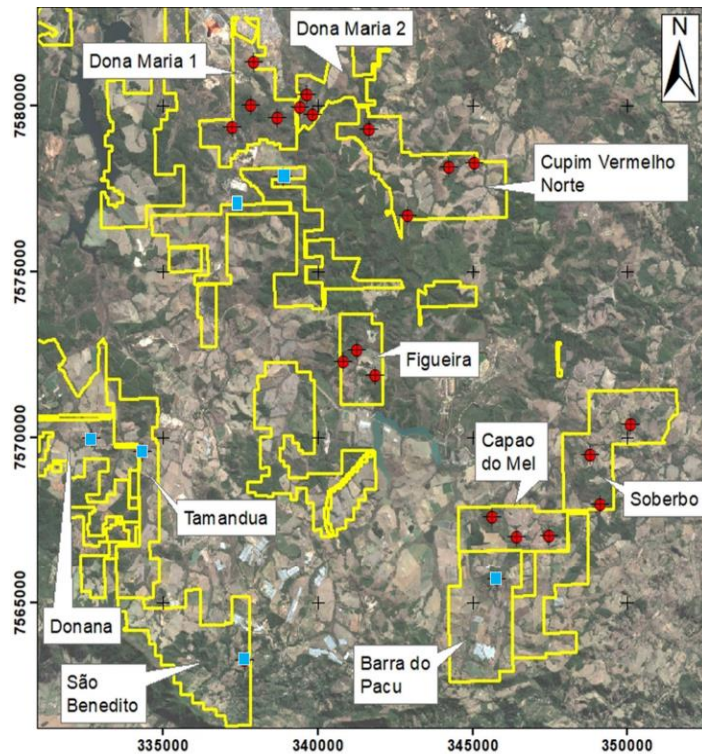 Dona Maria 2
N
Dona Maria 1
7580000
Cupim Vermelho
Norte
7575000
Figueira
7570000
Capao
do Mel
Soberbo
Tamandua
7565000
Donana
São
Benedito
Barra do
Pacu
335000
340000
345000
350000